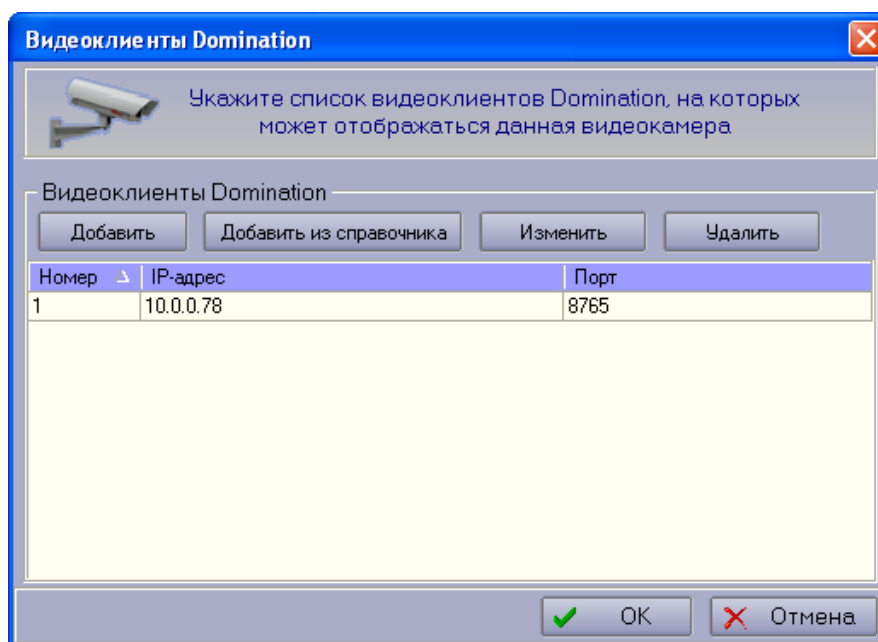 Видеоклиенты Domination
Укажите список видеоклиентов Domination, на которых
может отображаться данная видеокамера
Видеоклиенты Domination
Добавить Добавить из справочника Изменить Удалить
Номер IP-адрес Порт
1 10.0.0.78 8765
OK Отмена